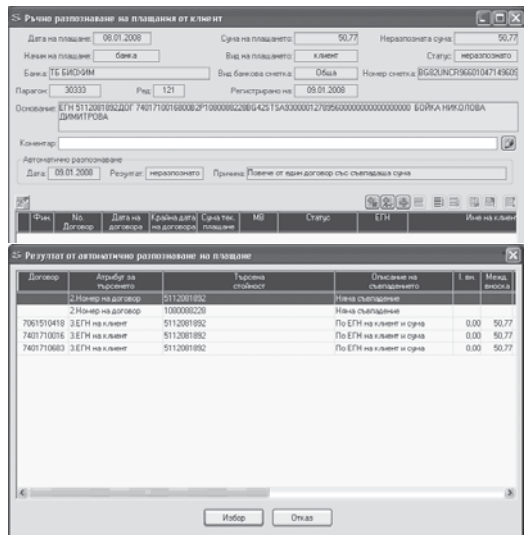 Ръчно разпознаване на плащания от клиент
Дата на плащане: 08.01.2008 Сума на плащането: 50,77 Неразпозната сума: 50,77
Начин на плащане: банка Вид на плащането: клиент Статус: неразпознато
Банка: ТБ БИОХИМ Вид банкова сметка: Обща Номер сметка: BG82UNCR96601047149609
Парагон: 30333 Ред: 121 Регистрирано на: 09.01.2008
Основание: ЕГН 5112081892ДОГ БОЙКА НИКОЛОВА
ДИМИТРОВА
Коментар:
Автоматично разпознаване
Дата: 09.01.2008 Резултат: неразпознато Причина: Повече от един договор със съвпадаща сума
Фин. No. Дата на Крайна дата Сума тек. МВ Статус ЕГН Име на клиент
Договор договора на договора плащане
Резултат от автоматично разпознаване на плащане
Договор Атрибут за Търсена Описание на І. вн. Межд.
търсенето стойност съвпадението вноска
2.Номер на договор 5112081892 Няма съвпадение
2.Номер на договор 1080088228 Няма съвпадение
7061510418 3.ЕГН на клиент 5112081892 По ЕГН на клиент и сума 0,00 50,77
7401710016 3.ЕГН на клиент 5112081892 По ЕГН на клиент и сума 0,00 50,77
7401710683 3.ЕГН на клиент 5112081892 По ЕГН на клиент и сума 0,00 50,77
Избор Отказ